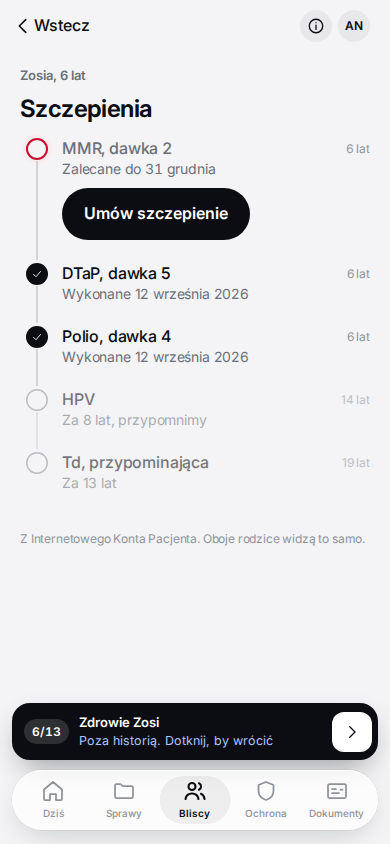 Wstecz
AN
Zosia, 6 lat
Szczepienia
MMR, dawka 2
6 lat
Zalecane do 31 grudnia
Umów szczepienie
DTaP, dawka 5
6 lat
Wykonane 12 września 2026
Polio, dawka 4
6 lat
Wykonane 12 września 2026
HPV
14 lat
Za 8 lat, przypomnimy
Td, przypominająca
19 lat
Za 13 lat
Z Internetowego Konta Pacjenta. Oboje rodzice widzą to samo.
6/13
Zdrowie Zosi
Poza historią. Dotknij, by wrócić
Dziś
Sprawy
Bliscy
Ochrona
Dokumenty